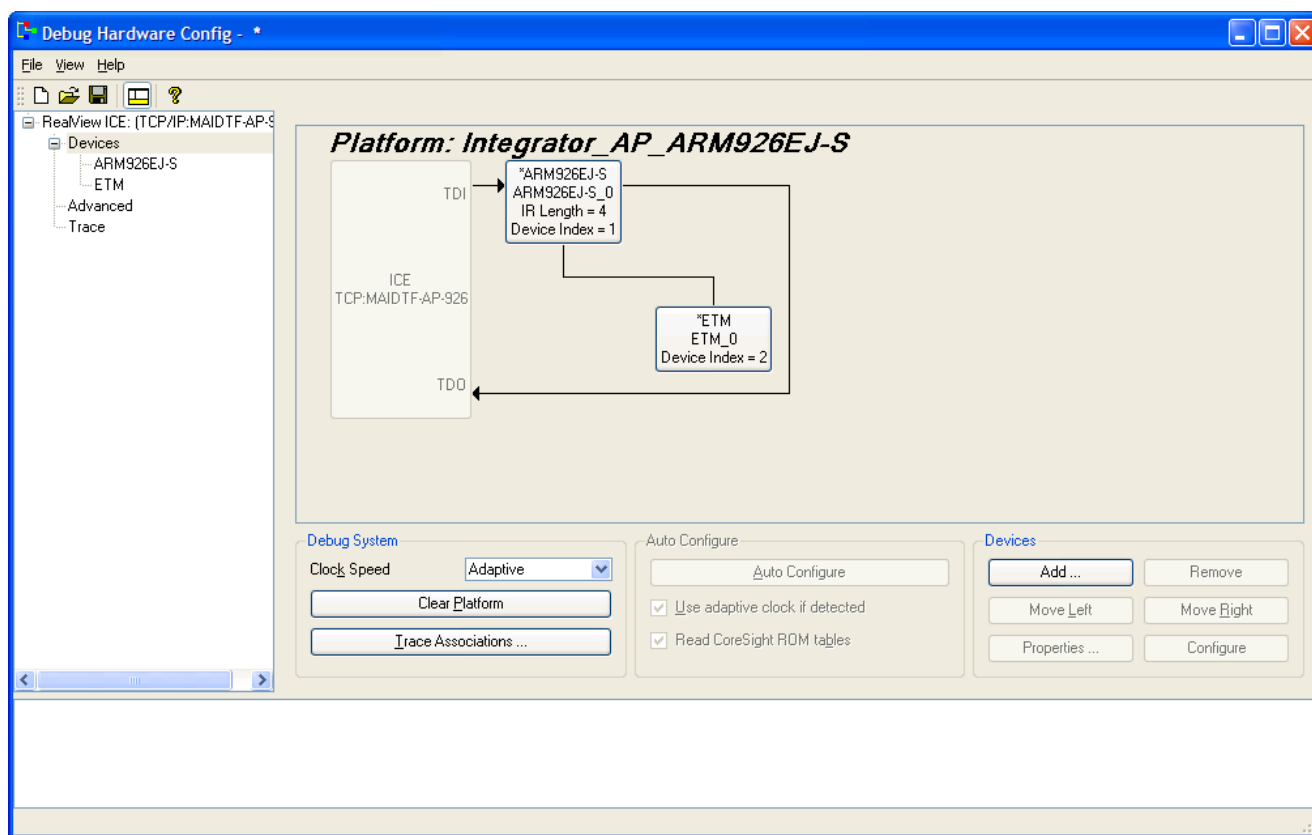 Debug Hardware Config - *
File View Help
RealView ICE: (TCP/IP:MAIDTF-AP-9
Devices
ARM926EJ-S
ETM
Advanced
Trace
Platform: Integrator_AP_ARM926EJ-S
TDI
*ARM926EJ-S
ARM926EJ-S_0
IR Length = 4
Device Index = 1
ICE
TCP:MAIDTF-AP-926
*ETM
ETM_0
Device Index = 2
TDO
Debug System
Clock Speed Adaptive
Clear Platform
Trace Associations ...
Auto Configure
Auto Configure
Use adaptive clock if detected
Read CoreSight ROM tables
Devices
Add ... Remove
Move Left Move Right
Properties ... Configure